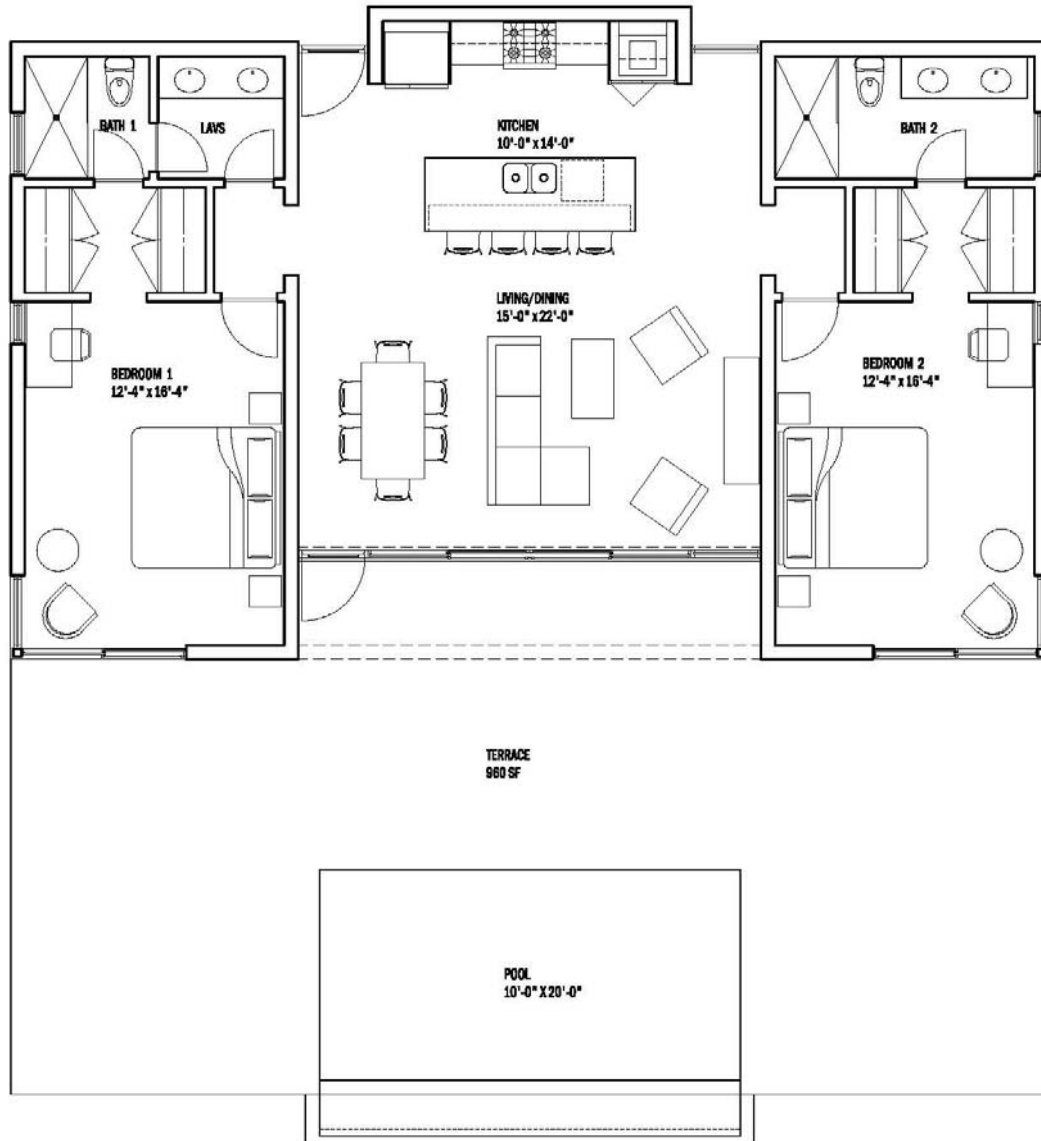 KITCHEN
10'-0" x 14'-0"
BATH 1
LAVS
BATH 2
LIVING/DINING
15'-0" x 22'-0"
BEDROOM 1
12'-4" x 16'-4"
BEDROOM 2
12'-4" x 16'-4"
TERRACE
960 SF
POOL
10'-0" X 20'-0"